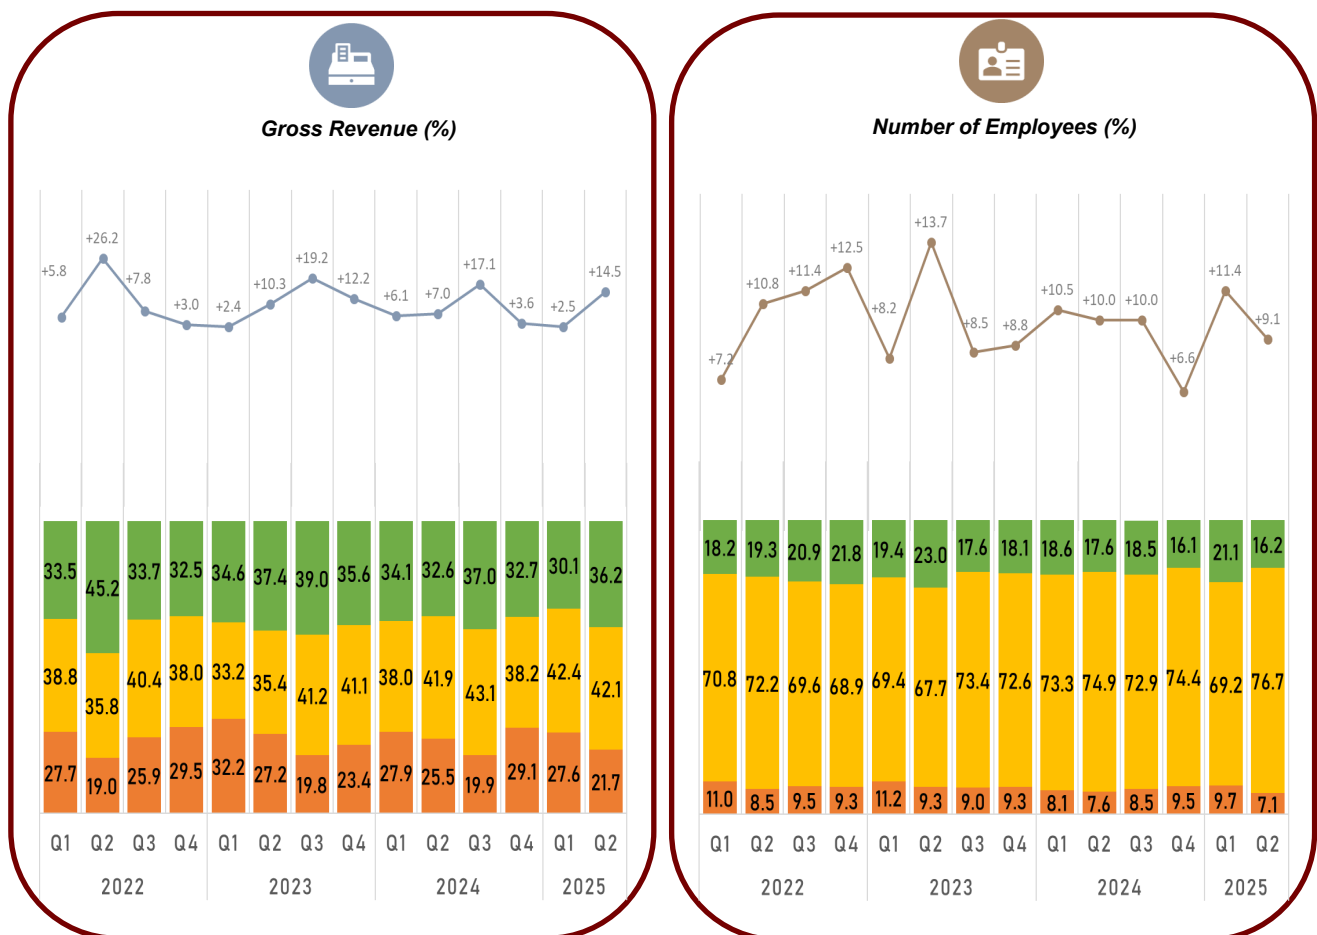 Gross Revenue (%)
+5.8 +26.2 +7.8 +3.0 +2.4 +10.3 +19.2 +12.2 +6.1 +7.0 +17.1 +3.6 +2.5 +14.5
33.5 45.2 33.7 32.5 34.6 37.4 39.0 35.6 34.1 32.6 37.0 32.7 30.1 36.2
38.8 35.8 40.4 38.0 33.2 35.4 41.2 41.1 38.0 41.9 43.1 38.2 42.4 42.1
27.7 19.0 25.9 29.5 32.2 27.2 19.8 23.4 27.9 25.5 19.9 29.1 27.6 21.7
Q1 Q2 Q3 Q4 Q1 Q2 Q3 Q4 Q1 Q2 Q3 Q4 Q1 Q2
2022 2023 2024 2025
Number of Employees (%)
+7.2 +10.8 +11.4 +12.5 +8.2 +13.7 +8.5 +8.8 +10.5 +10.0 +10.0 +6.6 +11.4 +9.1
18.2 19.3 20.9 21.8 19.4 23.0 17.6 18.1 18.6 17.6 18.5 16.1 21.1 16.2
70.8 72.2 69.6 68.9 69.4 67.7 73.4 72.6 73.3 74.9 72.9 74.4 69.2 76.7
11.0 8.5 9.5 9.3 11.2 9.3 9.0 9.3 8.1 7.6 8.5 9.5 9.7 7.1
Q1 Q2 Q3 Q4 Q1 Q2 Q3 Q4 Q1 Q2 Q3 Q4 Q1 Q2
2022 2023 2024 2025